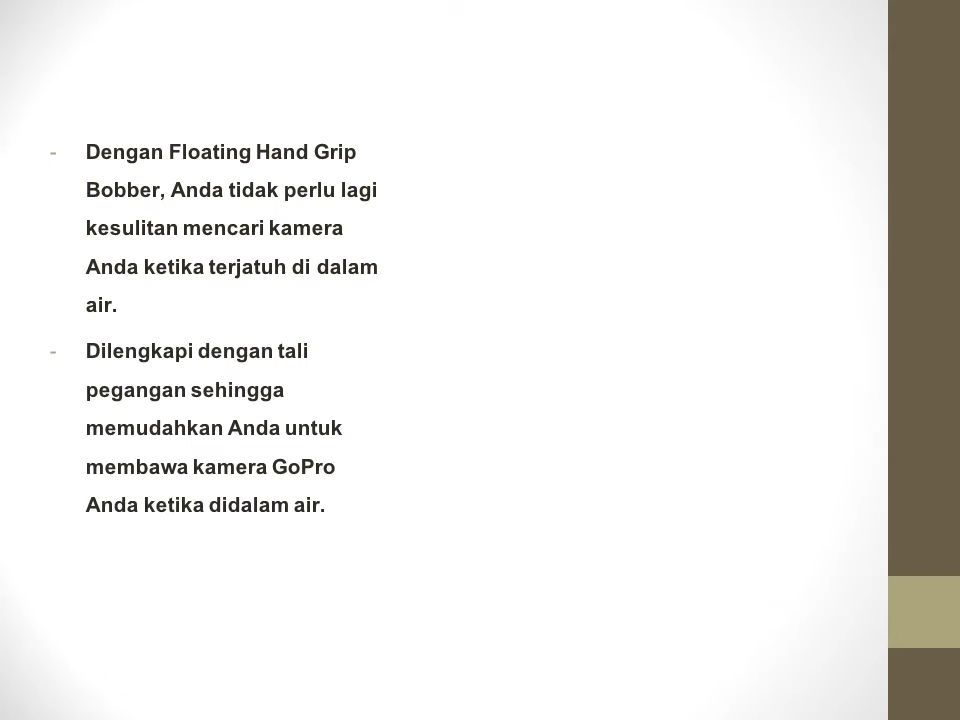 - Dengan Floating Hand Grip
Bobber, Anda tidak perlu lagi
kesulitan mencari kamera
Anda ketika terjatuh di dalam
air.
- Dilengkapi dengan tali
pegangan sehingga
memudahkan Anda untuk
membawa kamera GoPro
Anda ketika didalam air.